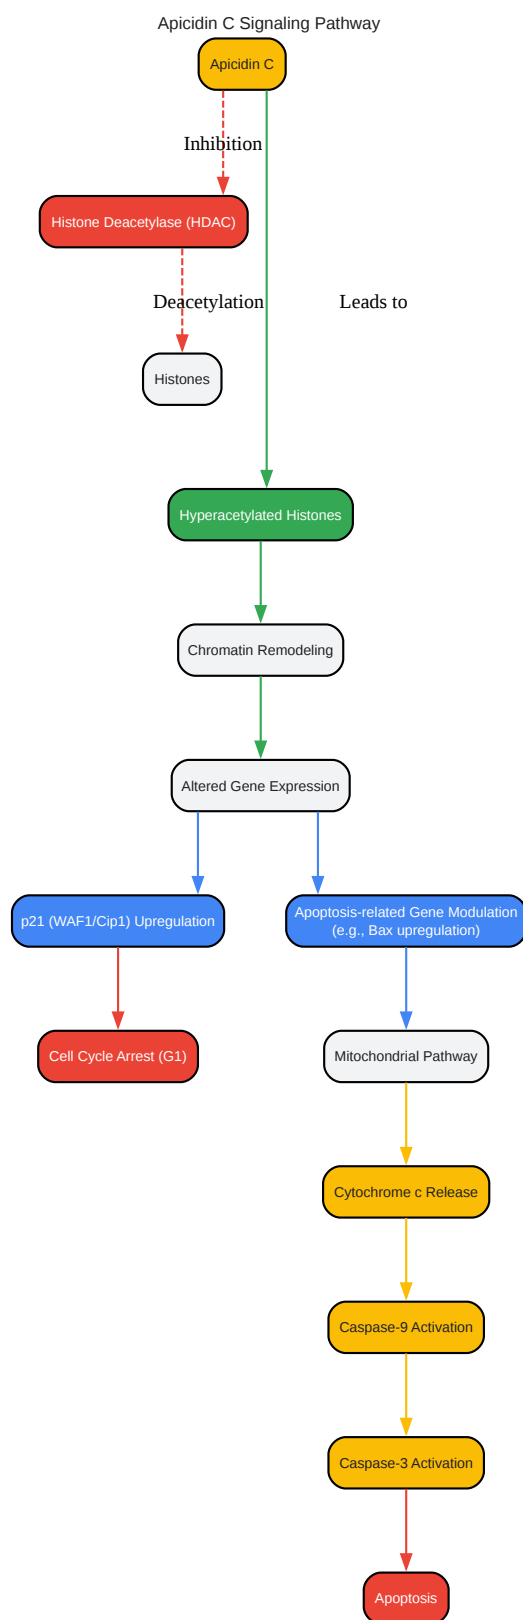 Apicidin C Signaling Pathway
Apicidin C
Inhibition
Histone Deacetylase (HDAC)
Deacetylation
Leads to
Histones
Hyperacetylated Histones
Chromatin Remodeling
Altered Gene Expression
p21 (WAF1/Cip1) Upregulation
Apoptosis-related Gene Modulation
(e.g., Bax upregulation)
Cell Cycle Arrest (G1)
Mitochondrial Pathway
Cytochrome c Release
Caspase-9 Activation
Caspase-3 Activation
Apoptosis